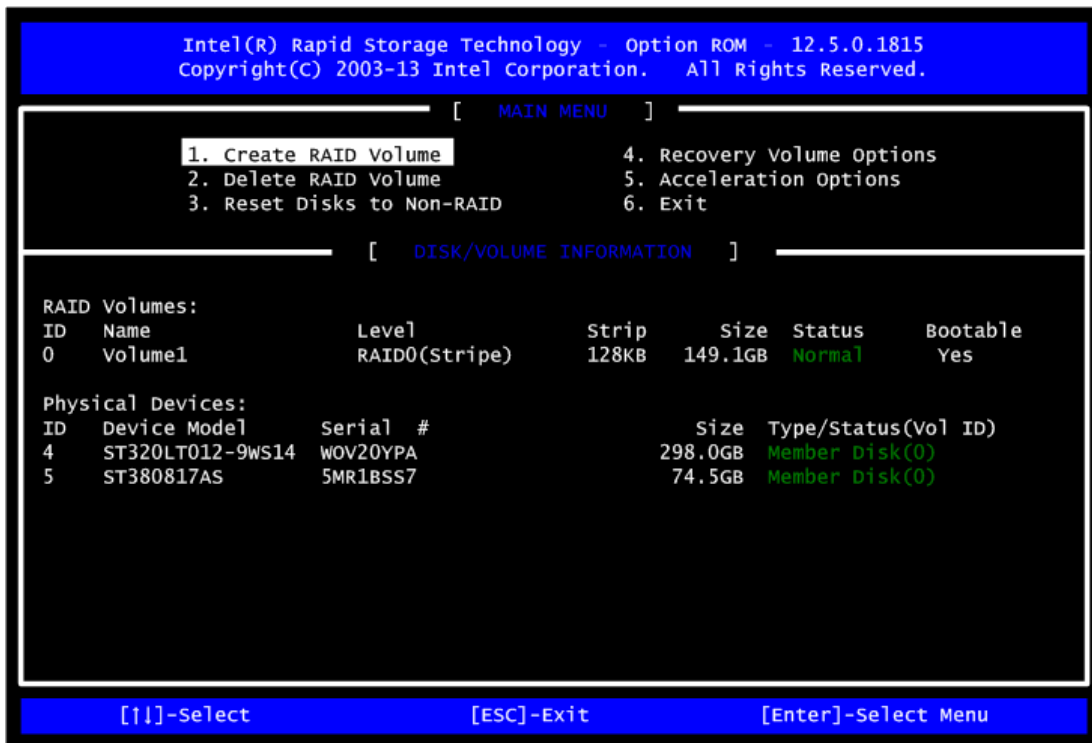 Intel(R) Rapid Storage Technology - Option ROM - 12.5.0.1815
Copyright(C) 2003-13 Intel Corporation. All Rights Reserved.
[ MAIN MENU ]
1. Create RAID Volume 4. Recovery Volume Options
2. Delete RAID Volume 5. Acceleration Options
3. Reset Disks to Non-RAID 6. Exit
[ DISK/VOLUME INFORMATION ]
RAID Volumes:
ID Name Level Strip Size Status Bootable
0 Volume1 RAID0(Stripe) 128KB 149.1GB Normal Yes
Physical Devices:
ID Device Model Serial # Size Type/Status(Vol ID)
4 ST320LT012-9WS14 WOV20YPA 298.0GB Member Disk(0)
5 ST380817AS 5MR1BSS7 74.5GB Member Disk(0)
[↑↓]-Select [ESC]-Exit [Enter]-Select Menu